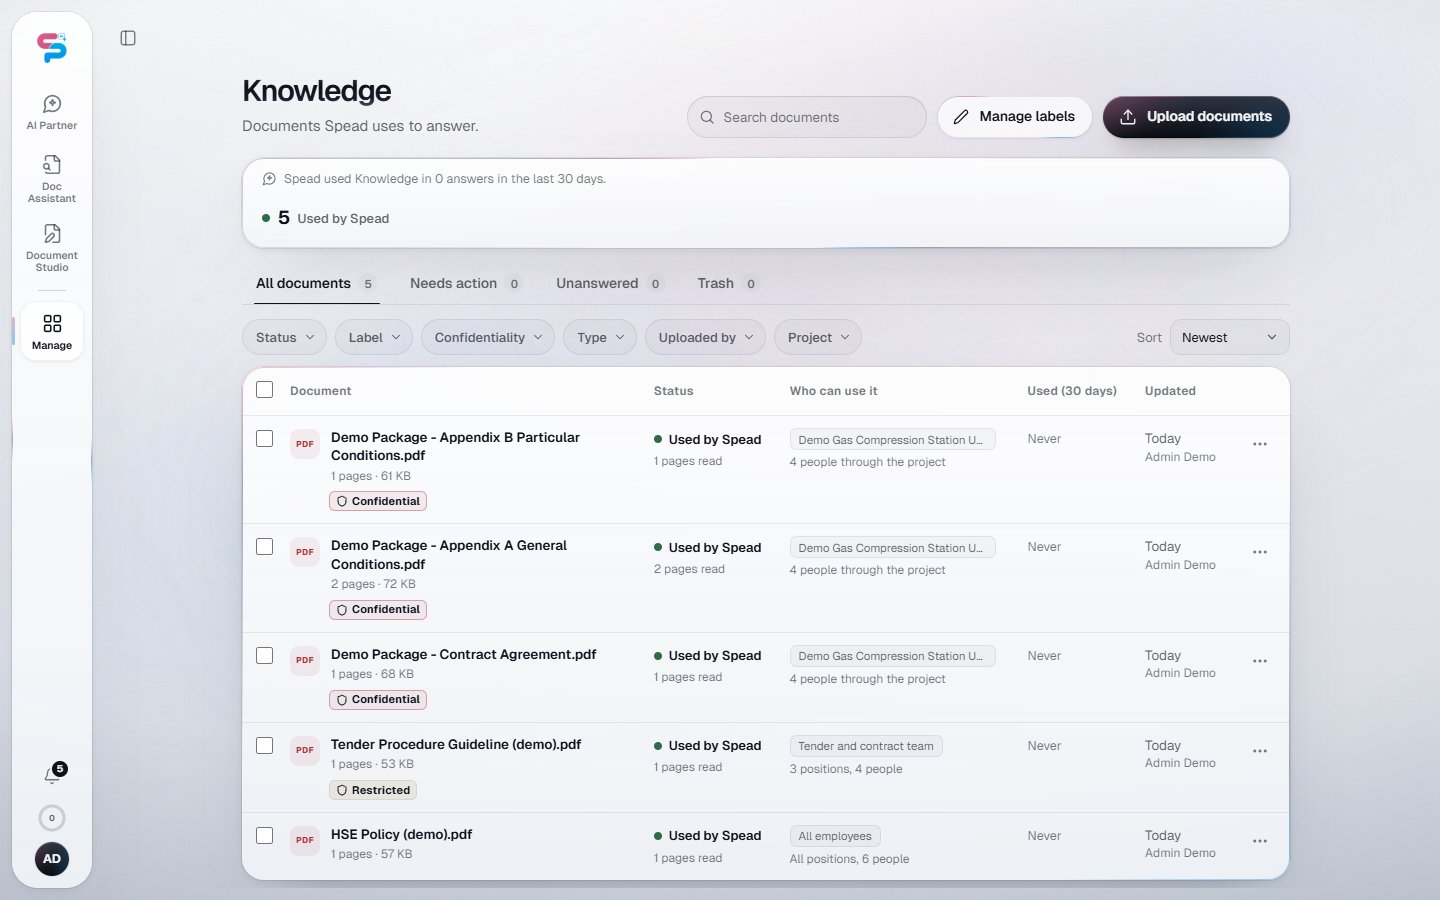 AI Partner
Doc
Assistant
Document
Studio
Manage
5
0
AD
Knowledge
Documents Spead uses to answer.
Search documents
Manage labels
Upload documents
Spead used Knowledge in 0 answers in the last 30 days.
5 Used by Spead
All documents 5
Needs action 0
Unanswered 0
Trash 0
Status
Label
Confidentiality
Type
Uploaded by
Project
Sort
Newest
Document
Status
Who can use it
Used (30 days)
Updated
PDF
Demo Package - Appendix B Particular
Conditions.pdf
1 pages · 61 KB
Confidential
Used by Spead
1 pages read
Demo Gas Compression Station U...
4 people through the project
Never
Today
Admin Demo
PDF
Demo Package - Appendix A General
Conditions.pdf
2 pages · 72 KB
Confidential
Used by Spead
2 pages read
Demo Gas Compression Station U...
4 people through the project
Never
Today
Admin Demo
PDF
Demo Package - Contract Agreement.pdf
1 pages · 68 KB
Confidential
Used by Spead
1 pages read
Demo Gas Compression Station U...
4 people through the project
Never
Today
Admin Demo
PDF
Tender Procedure Guideline (demo).pdf
1 pages · 53 KB
Restricted
Used by Spead
1 pages read
Tender and contract team
3 positions, 4 people
Never
Today
Admin Demo
PDF
HSE Policy (demo).pdf
1 pages · 57 KB
Used by Spead
1 pages read
All employees
All positions, 6 people
Never
Today
Admin Demo